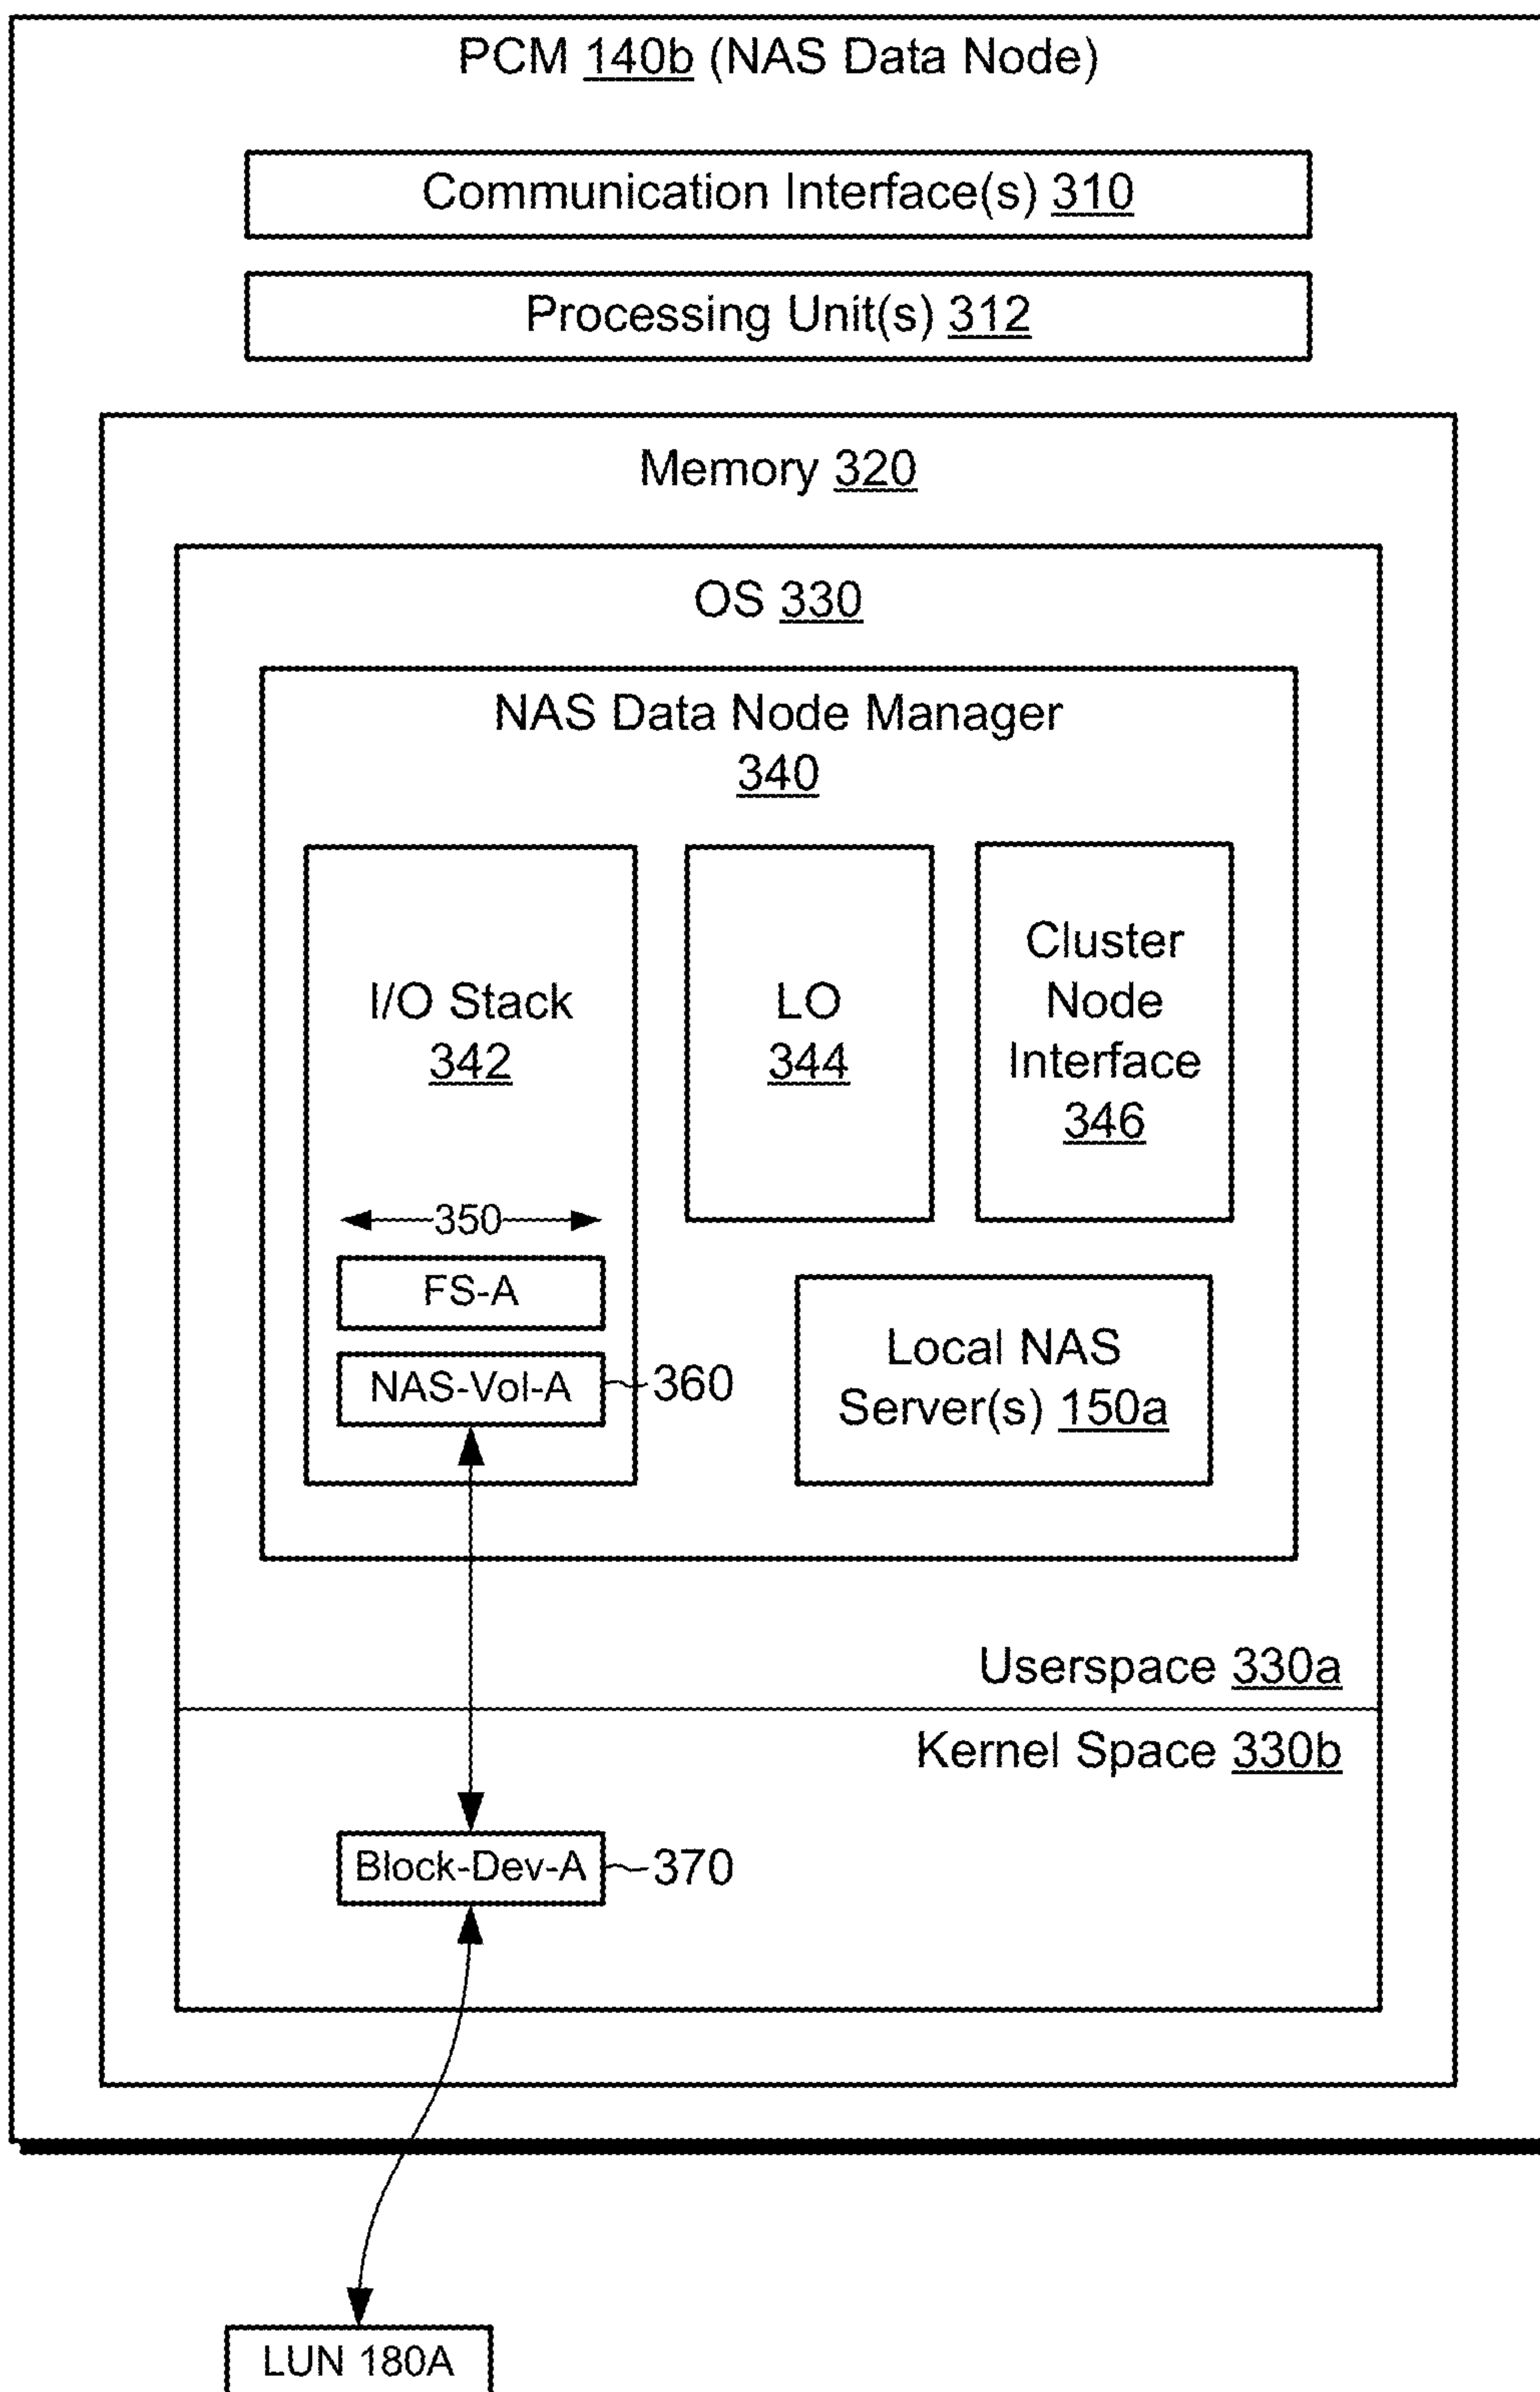 PCM 140b (NAS Data Node)
Communication Interface(s) 310
Processing Unit(s) 312
Memory 320
OS 330
NAS Data Node Manager
340
I/O Stack
342
LO
344
Cluster
Node
Interface
346
350
FS-A
NAS-Vol-A
360
Local NAS
Server(s) 150a
Userspace 330a
Kernel Space 330b
Block-Dev-A
370
LUN 180A